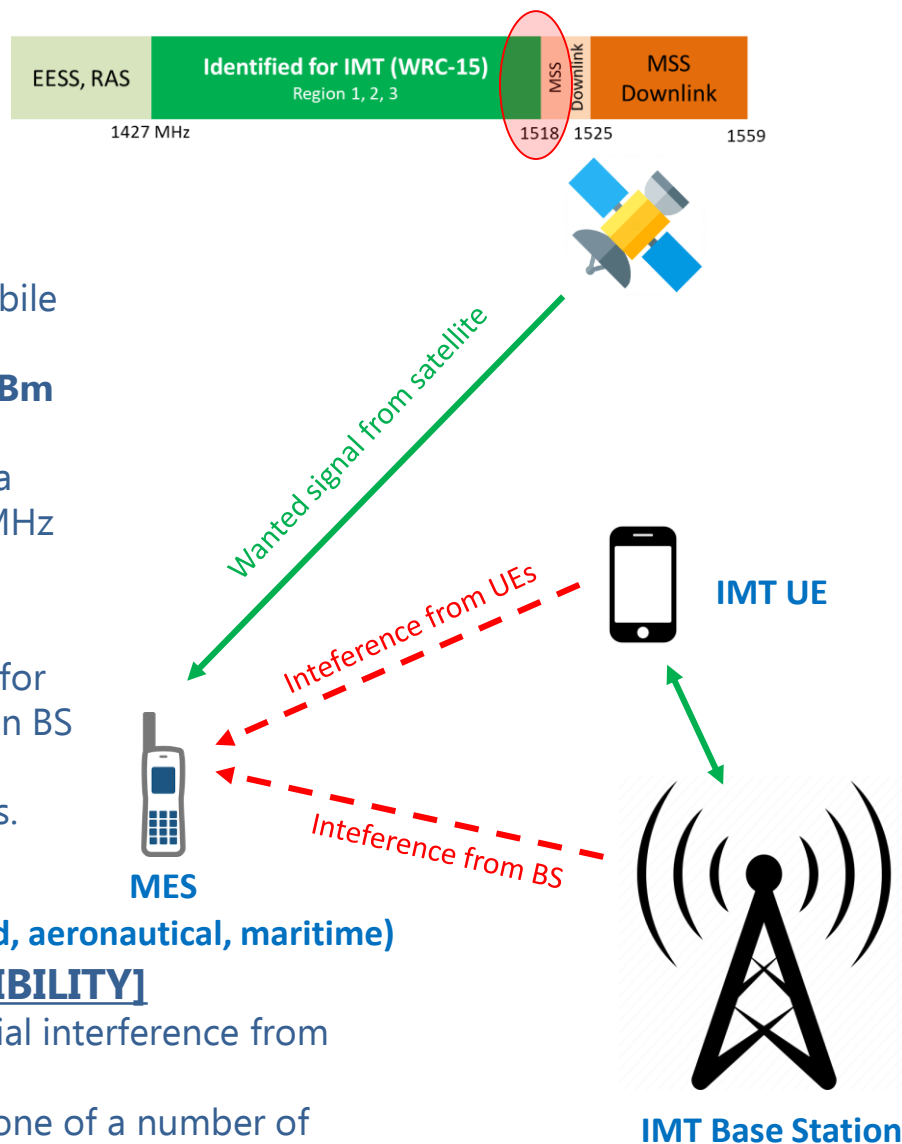 EESS, RAS
Identified for IMT (WRC-15)
Region 1, 2, 3
MSS
Downlink
MSS
Downlink
1427 MHz
1518
1525
1559
bile
Bm
a
MHz
Wanted signal from satellite
Inteference from UEs
IMT UE
for
n BS
s.
Inteference from BS
MES
d, aeronautical, maritime)
IBILITY]
ial interference from
one of a number of
IMT Base Station